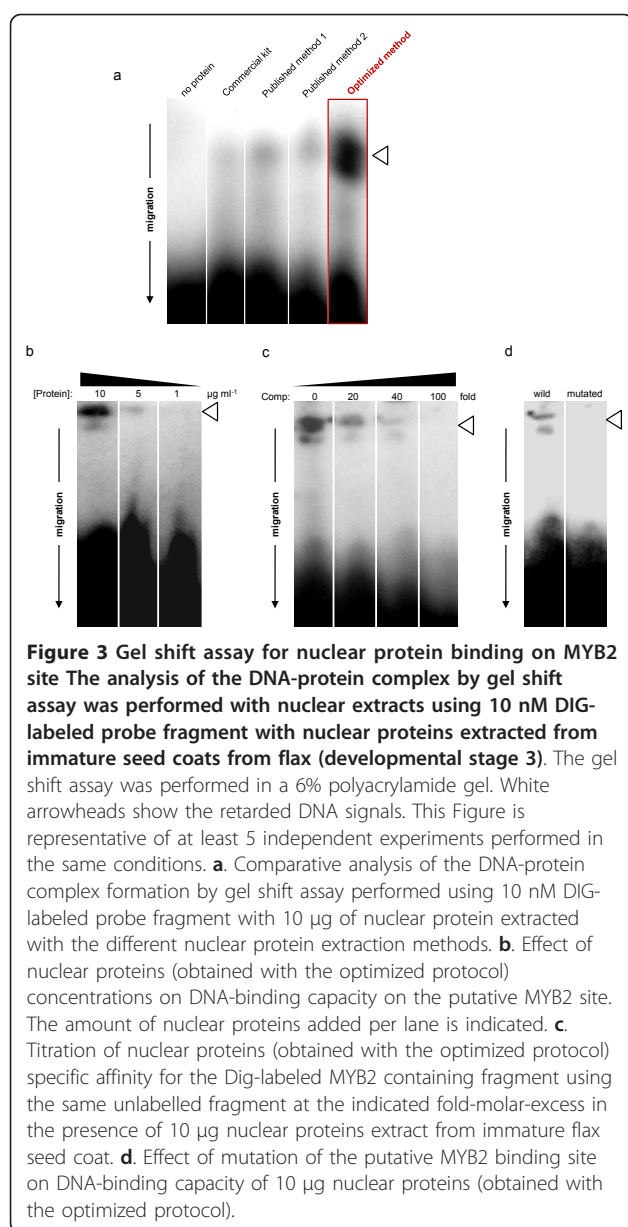 a
no protein
Commercial kit
Published method 1
Published method 2
Optimized method
migration
b
[Protein]: 10 5 1 µg ml-1
migration
c
Comp: 0 20 40 100 fold
migration
d
wild mutated
migration
Figure 3 Gel shift assay for nuclear protein binding on MYB2
site The analysis of the DNA-protein complex by gel shift
assay was performed with nuclear extracts using 10 nM DIG-
labeled probe fragment with nuclear proteins extracted from
immature seed coats from flax (developmental stage 3). The gel
shift assay was performed in a 6% polyacrylamide gel. White
arrowheads show the retarded DNA signals. This Figure is
representative of at least 5 independent experiments performed in
the same conditions. a. Comparative analysis of the DNA-protein
complex formation by gel shift assay performed using 10 nM DIG-
labeled probe fragment with 10 µg of nuclear protein extracted
with the different nuclear protein extraction methods. b. Effect of
nuclear proteins (obtained with the optimized protocol)
concentrations on DNA-binding capacity on the putative MYB2 site.
The amount of nuclear proteins added per lane is indicated. c.
Titration of nuclear proteins (obtained with the optimized protocol)
specific affinity for the Dig-labeled MYB2 containing fragment using
the same unlabelled fragment at the indicated fold-molar-excess in
the presence of 10 µg nuclear proteins extract from immature flax
seed coat. d. Effect of mutation of the putative MYB2 binding site
on DNA-binding capacity of 10 µg nuclear proteins (obtained with
the optimized protocol).